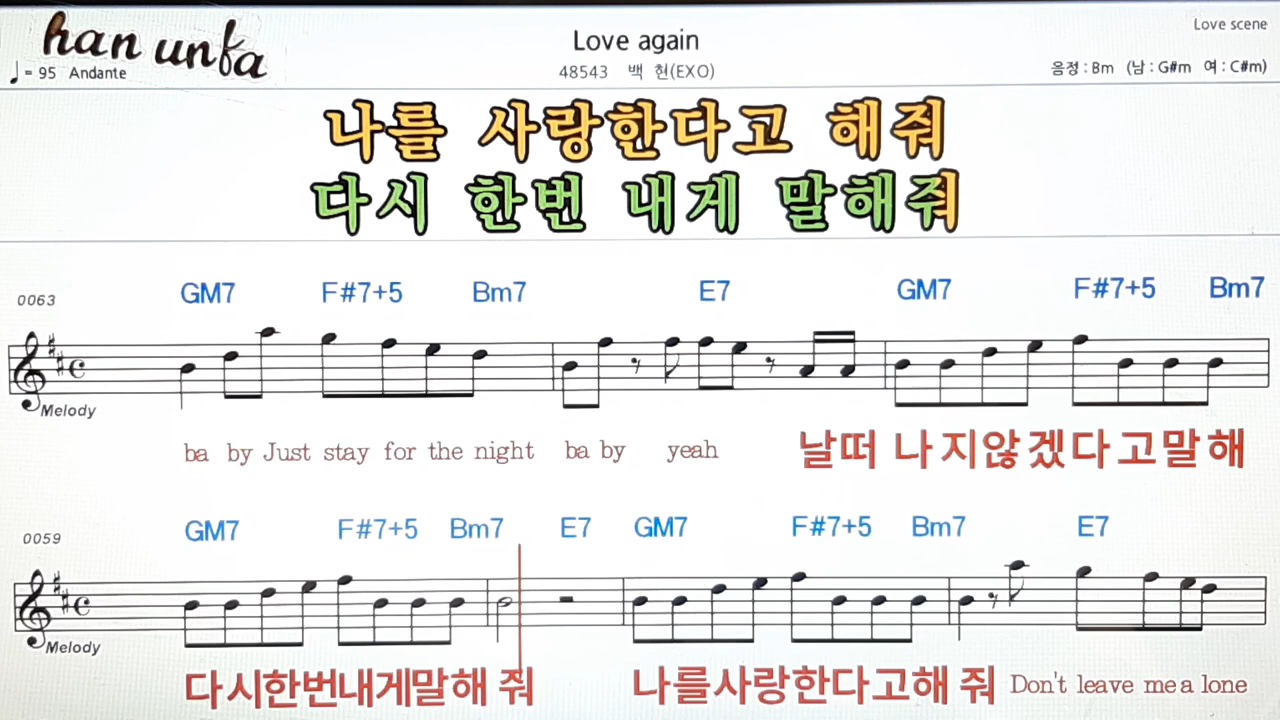 han unfa
♩= 95 Andante
Love again
48543 백 현(EXO)
Love scene
음정 : Bm (남 : G#m 여 : C#m)
나를 사랑한다고 해줘
다시 한번 내게 말해줘
0063
GM7 F#7+5 Bm7 E7 GM7 F#7+5 Bm7
Melody
ba by Just stay for the night ba by yeah 날떠 나지않겠다고말해
0059
GM7 F#7+5 Bm7 E7 GM7 F#7+5 Bm7 E7
Melody
다시한번내게말해 줘 나를사랑한다고해 줘 Don't leave me a lone